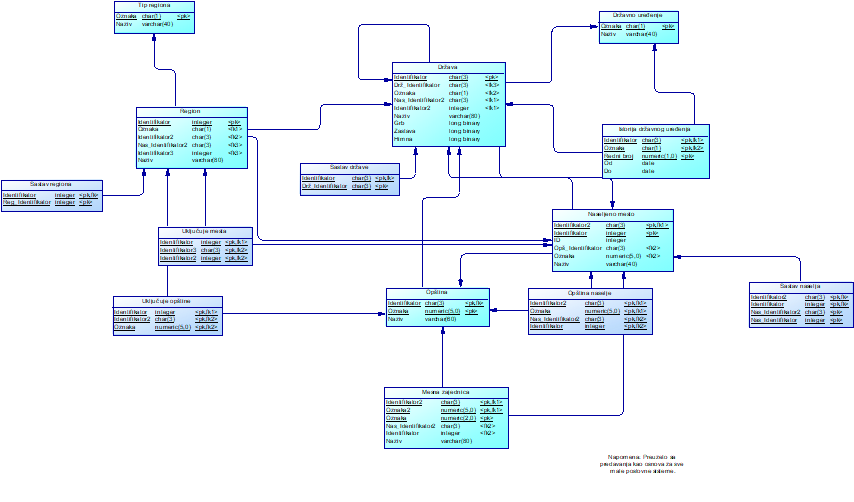 Tip regiona
Oznaka char(1) <pk>
Naziv varchar(40)
Državno uređenje
Oznaka char(1) <pk>
Naziv varchar(40)
Država
Identifikator char(3) <pk>
Drž_Identifikator char(3) <fk3>
Oznaka char(1) <fk2>
Nas_Identifikator2 char(3) <fk1>
Identifikator2 integer <fk1>
Naziv varchar(80)
Grb long binary
Zastava long binary
Himna long binary
Region
Identifikator integer <pk>
Oznaka char(1) <fk1>
Identifikator2 char(3) <fk2>
Nas_Identifikator2 char(3) <fk3>
Identifikator3 integer <fk3>
Naziv varchar(80)
Istorija državnog uređenja
Identifikator char(3) <pk,fk1>
Oznaka char(1) <pk,fk2>
Redni broj numeric(1,0) <pk>
Od date
Do date
Sastav države
Identifikator char(3) <pk,fk>
Drž_Identifikator char(3) <pk>
Sastav regiona
Identifikator integer <pk,fk>
Reg_Identifikator integer <pk>
Naseljeno mesto
Identifikator2 char(3) <pk,fk1>
Identifikator integer <pk>
ID integer
Opš_Identifikator char(3) <fk2>
Oznaka numeric(5,0) <fk2>
Naziv varchar(40)
Uključuje mesta
Identifikator integer <pk,fk1>
Identifikator3 char(3) <pk,fk2>
Identifikator2 integer <pk,fk2>
Uključuje opštine
Identifikator integer <pk,fk1>
Identifikator2 char(3) <pk,fk2>
Oznaka numeric(5,0) <pk,fk2>
Opština
Identifikator char(3) <pk,fk>
Oznaka numeric(5,0) <pk>
Naziv varchar(60)
Opština naselje
Identifikator2 char(3) <pk,fk1>
Oznaka numeric(5,0) <pk,fk1>
Nas_Identifikator2 char(3) <pk,fk2>
Identifikator integer <pk,fk2>
Sastav naselja
Identifikator2 char(3) <pk,fk>
Identifikator integer <pk,fk>
Nas_Identifikator2 char(3) <pk>
Nas_Identifikator integer <pk>
Mesna zajednica
Identifikator2 char(3) <pk,fk1>
Oznaka2 numeric(5,0) <pk,fk1>
Oznaka numeric(2,0) <pk>
Nas_Identifikator2 char(3) <fk2>
Identifikator integer <fk2>
Naziv varchar(80)
Napomena: Preuzeto sa
predavanja kao osnova za sve
male poslovne sisteme.